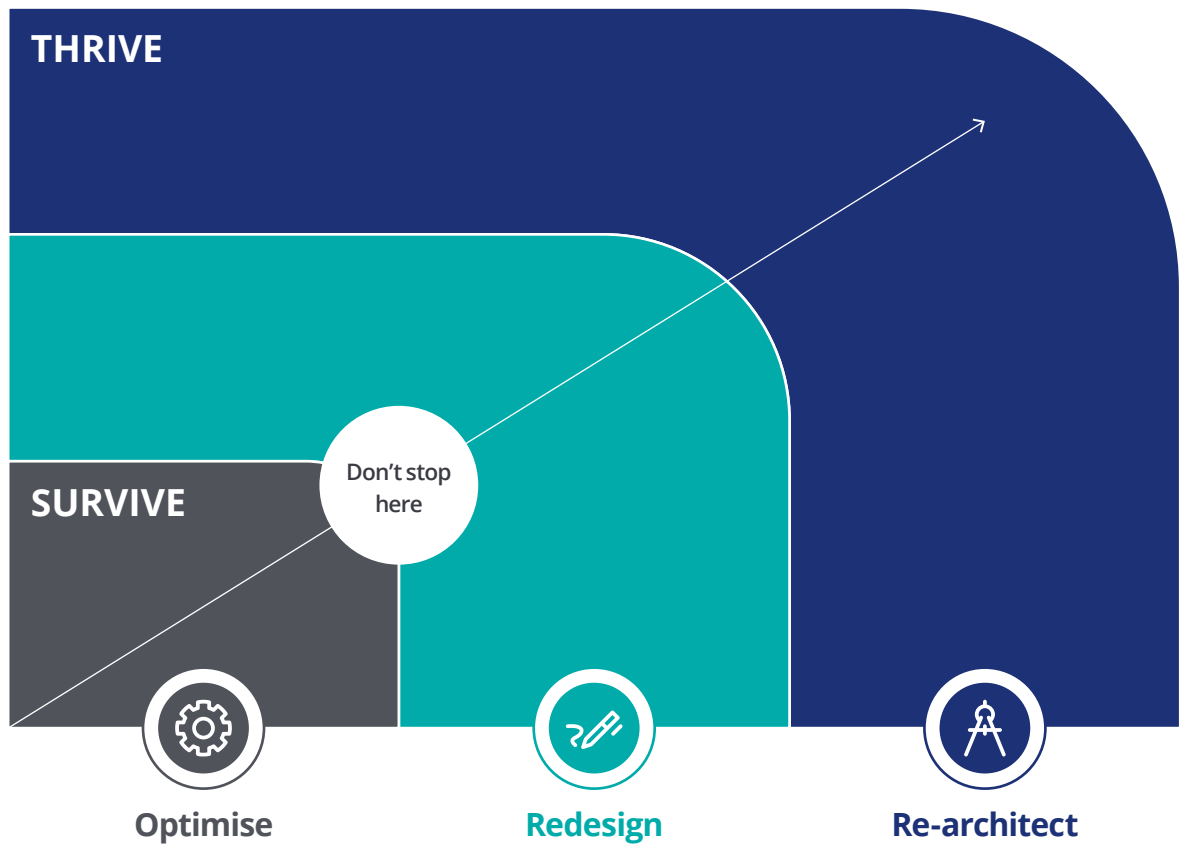 THRIVE
SURVIVE
Don’t stop
here
Optimise
Redesign
Re-architect